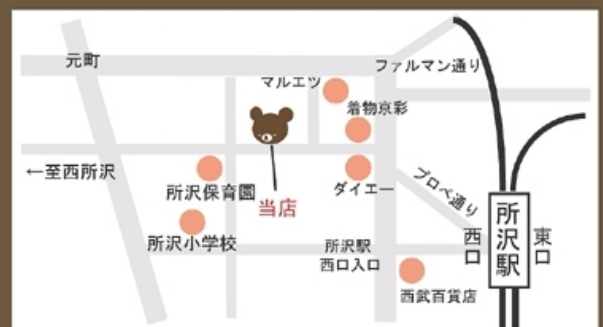 元町
ファルマン通り
マルエツ
着物京彩
←至西所沢
所沢保育園
当店
ダイエー
プロペ通り
所沢小学校
所沢駅
西口入口
西武百貨店
西口
所沢駅
東口